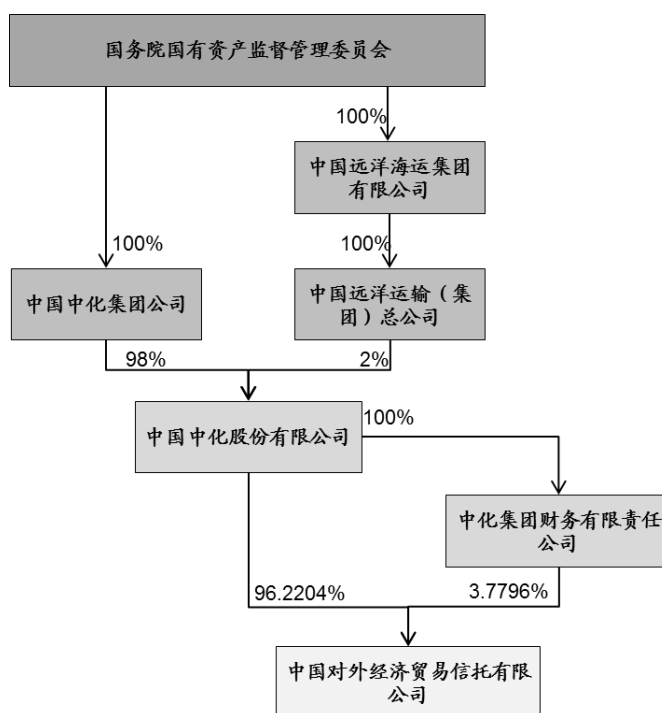 国务院国有资产监督管理委员会
100%
中国远洋海运集团
有限公司
100%
100%
中国中化集团公司
中国远洋运输（集
团）总公司
98%
2%
中国中化股份有限公司
100%
中化集团财务有限责任
公司
96.2204%
3.7796%
中国对外经济贸易信托有限
公司